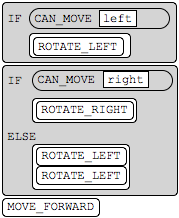 IF CAN_MOVE left
ROTATE_LEFT
IF CAN_MOVE right
ROTATE_RIGHT
ELSE
ROTATE_LEFT
ROTATE_LEFT
MOVE_FORWARD